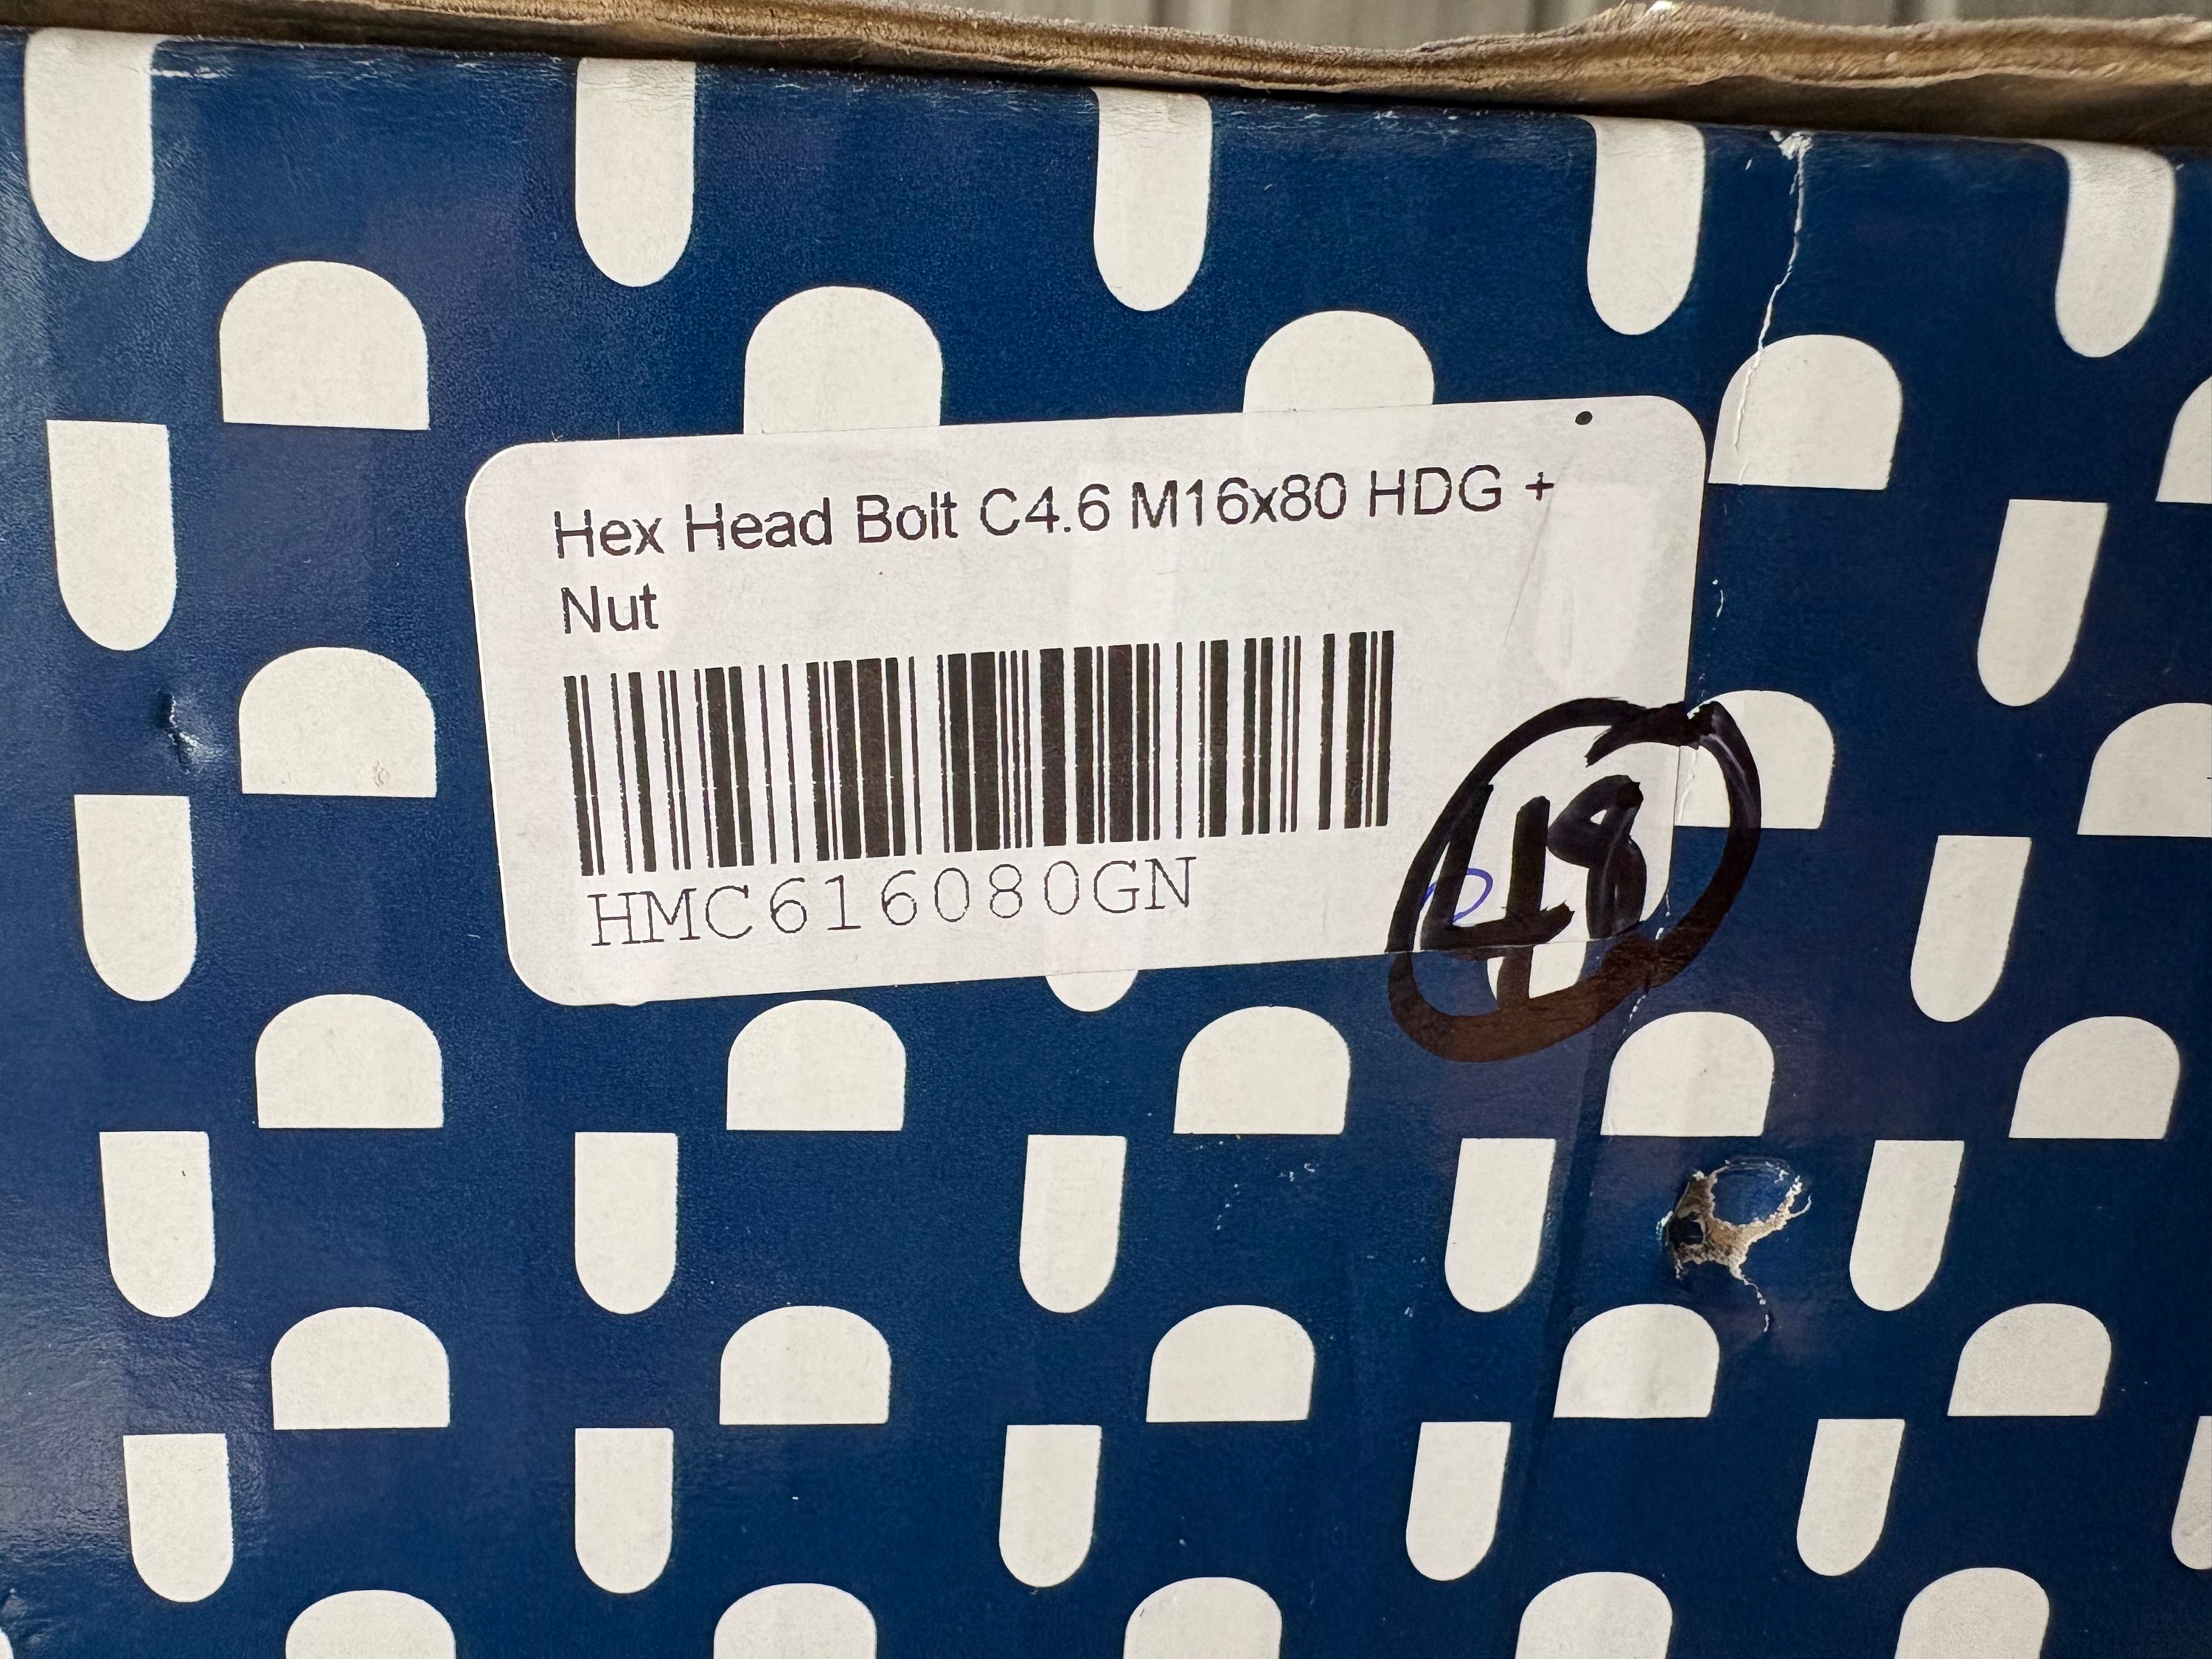 Hex Head Bolt C4.6 M16x80 HDG +
Nut
HMC616080GN
48